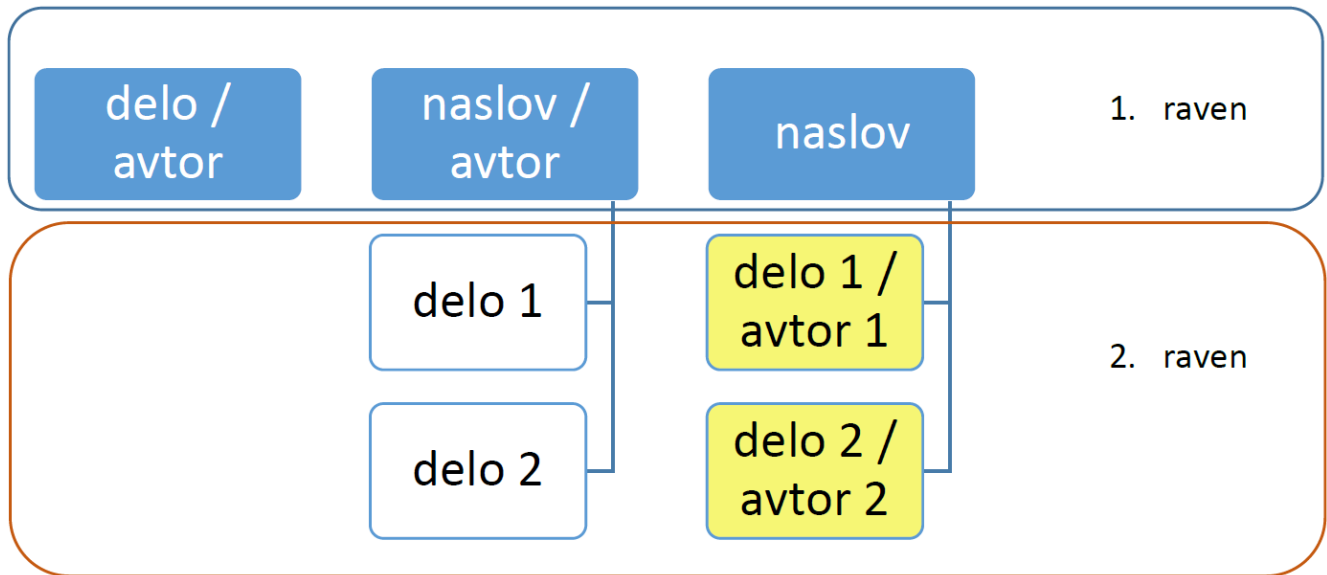 delo /
avtor
naslov /
avtor
naslov
1. raven
delo 1
delo 1 /
avtor 1
2. raven
delo 2
delo 2 /
avtor 2